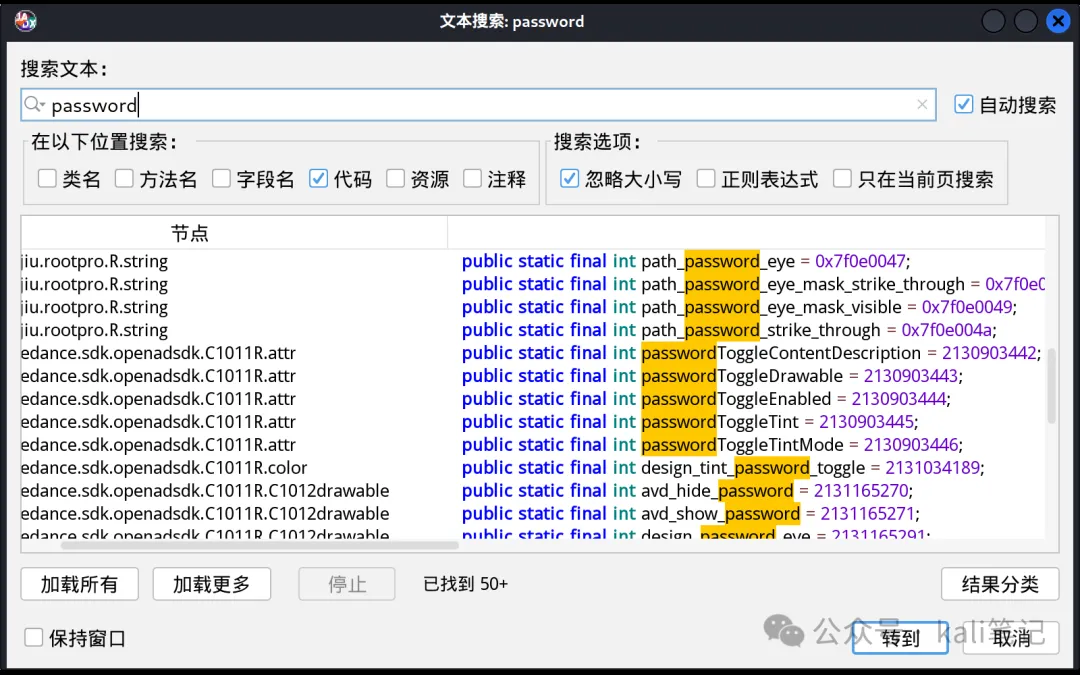 文本搜索: password
搜索文本:
password
自动搜索
在以下位置搜索:
类名 方法名 字段名 代码 资源 注释
搜索选项:
忽略大小写 正则表达式 只在当前页搜索
节点
jiu.rootpro.R.string public static final int path_password_eye = 0x7f0e0047;
jiu.rootpro.R.string public static final int path_password_eye_mask_strike_through = 0x7f0e0
jiu.rootpro.R.string public static final int path_password_eye_mask_visible = 0x7f0e0049;
jiu.rootpro.R.string public static final int path_password_strike_through = 0x7f0e004a;
edance.sdk.openadsdk.C1011R.attr public static final int passwordToggleContentDescription = 2130903442;
edance.sdk.openadsdk.C1011R.attr public static final int passwordToggleDrawable = 2130903443;
edance.sdk.openadsdk.C1011R.attr public static final int passwordToggleEnabled = 2130903444;
edance.sdk.openadsdk.C1011R.attr public static final int passwordToggleTint = 2130903445;
edance.sdk.openadsdk.C1011R.attr public static final int passwordToggleTintMode = 2130903446;
edance.sdk.openadsdk.C1011R.color public static final int design_tint_password_toggle = 2131034189;
edance.sdk.openadsdk.C1011R.C1012drawable public static final int avd_hide_password = 2131165270;
edance.sdk.openadsdk.C1011R.C1012drawable public static final int avd_show_password = 2131165271;
edance.sdk.openadsdk.C1011R.C1012drawable public static final int design_password_eye = 2131165291;
加载所有 加载更多 停止 已找到 50+ 结果分类
保持窗口 转到 取消
公众号 kali笔记